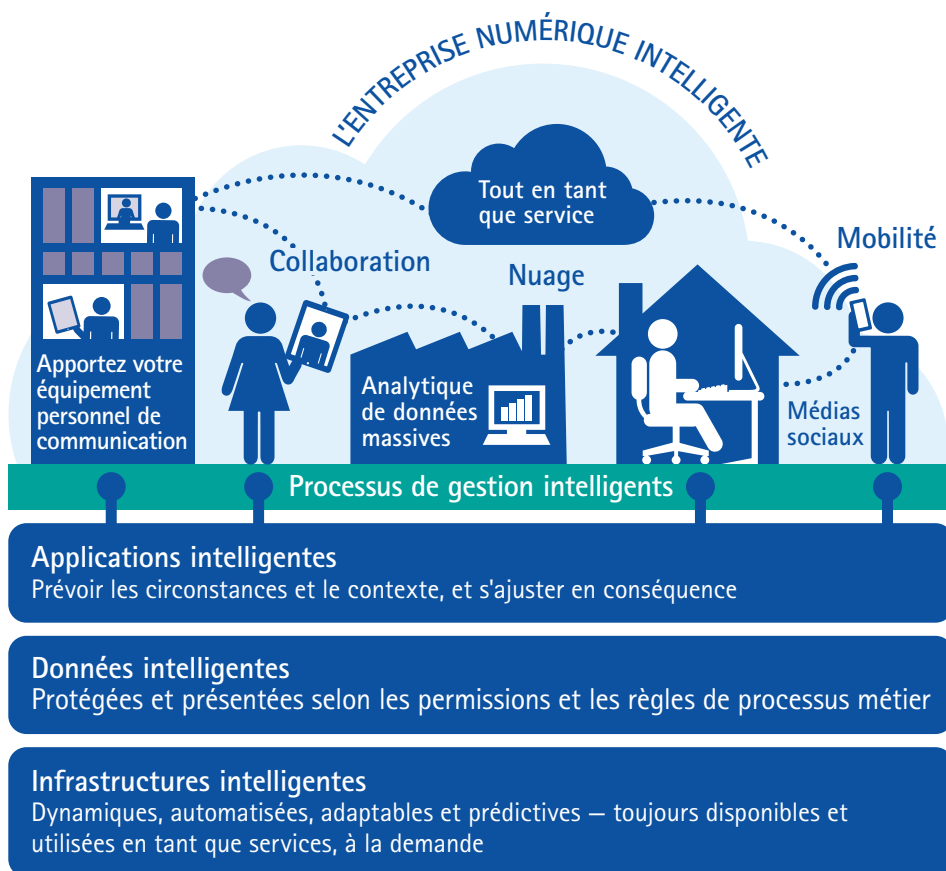 L'ENTREPRISE NUMÉRIQUE INTELLIGENTE
Tout en tant
que service
Mobilité
Collaboration
Nuage
Apportez votre
équipement
personnel de
communication
Analytique
de données
massives
Médias
sociaux
Processus de gestion intelligents
Applications intelligentes
Prévoir les circonstances et le contexte, et s'ajuster en conséquence
Données intelligentes
Protégées et présentées selon les permissions et les règles de processus métier
Infrastructures intelligentes
Dynamiques, automatisées, adaptables et prédictives — toujours disponibles et
utilisées en tant que services, à la demande